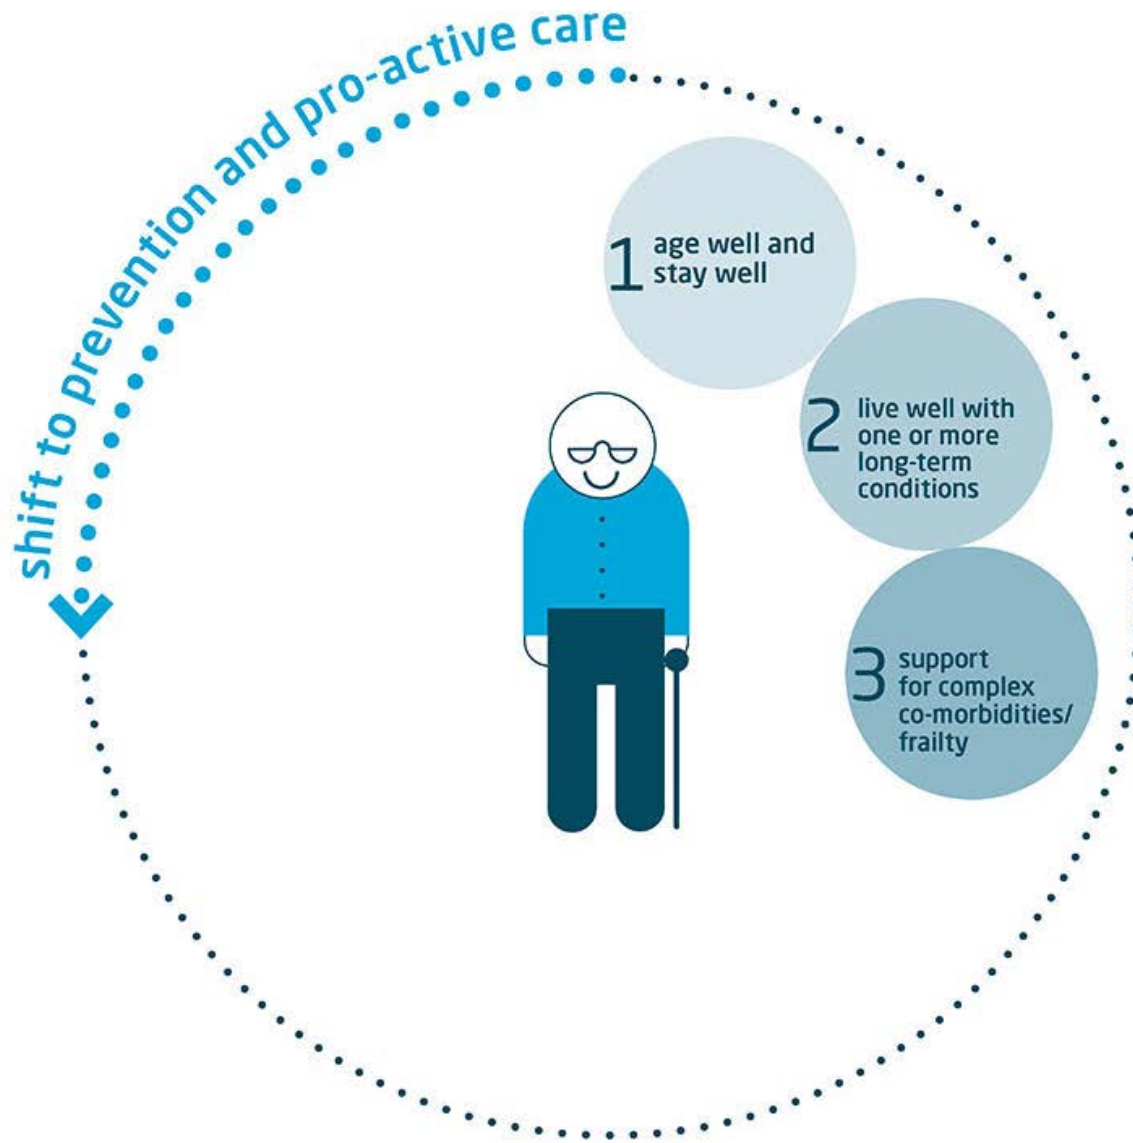 shift to prevention and pro-active care
1 age well and
stay well
2 live well with
one or more
long-term
conditions
3 support
for complex
co-morbidities/
frailty